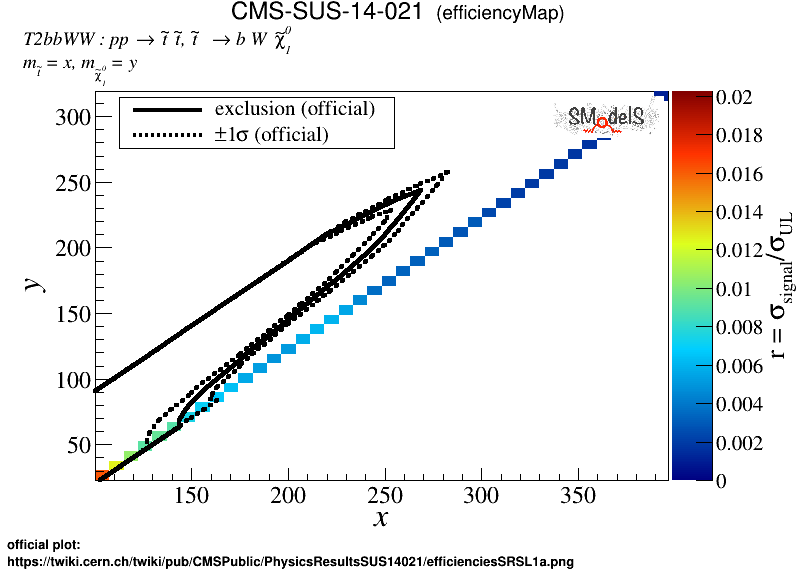 CMS-SUS-14-021 (efficiencyMap)
T2bbWW : pp → t̃ t̃, t̃ → b W χ̃₁⁰
m_t̃ = x, m_χ̃₁⁰ = y
exclusion (official)
±1σ (official)
SModelS
300
250
200
150
100
50
y
150 200 250 300 350
x
0.02
0.018
0.016
0.014
0.012
0.01
0.008
0.006
0.004
0.002
0
r = σ_signal/σ_UL
official plot:
https://twiki.cern.ch/twiki/pub/CMSPublic/PhysicsResultsSUS14021/efficienciesSRSL1a.png